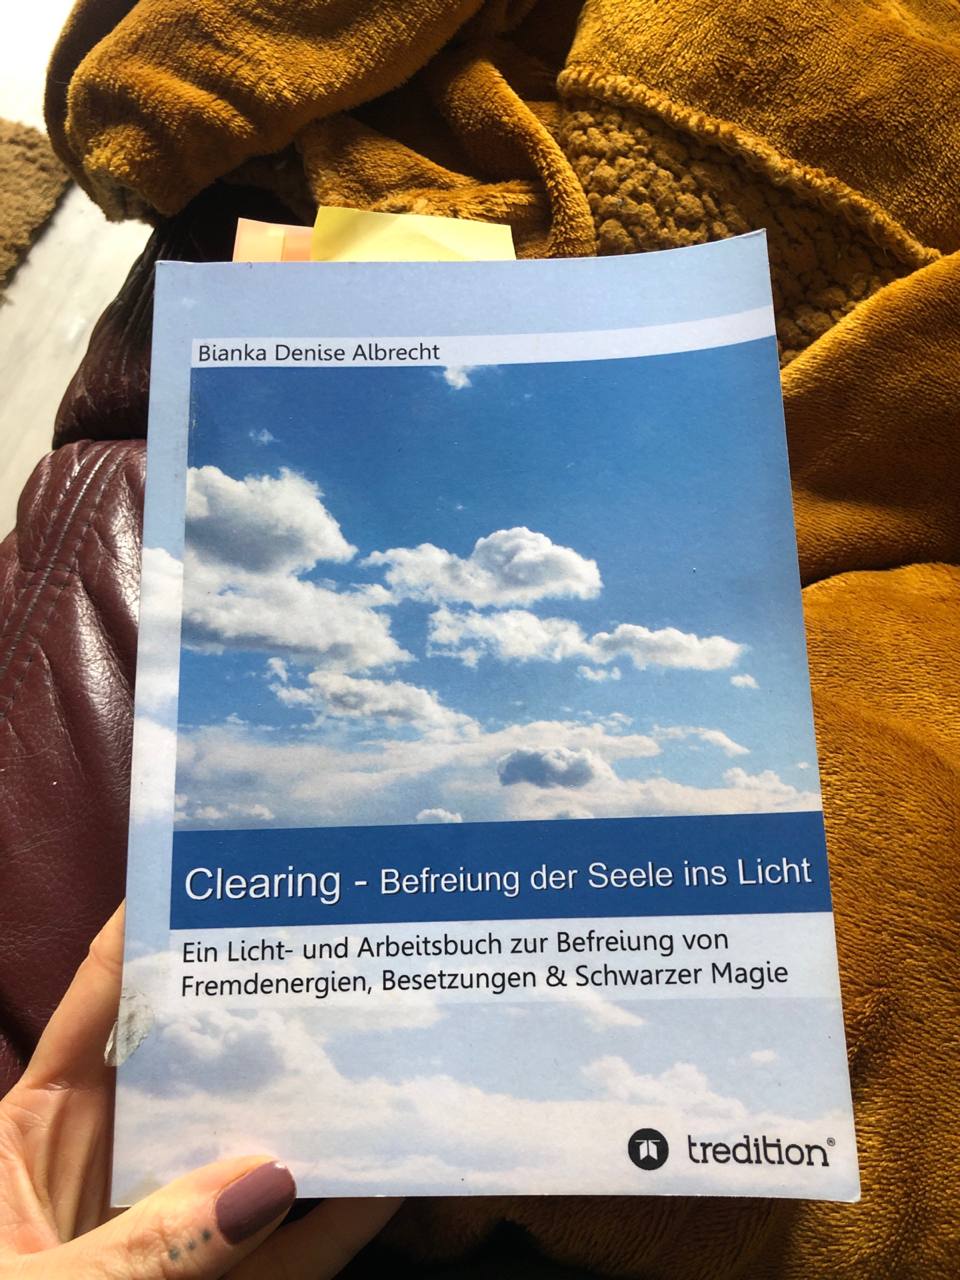 Bianka Denise Albrecht
Clearing - Befreiung der Seele ins Licht
Ein Licht- und Arbeitsbuch zur Befreiung von
Fremdenergien, Besetzungen & Schwarzer Magie
tredition®